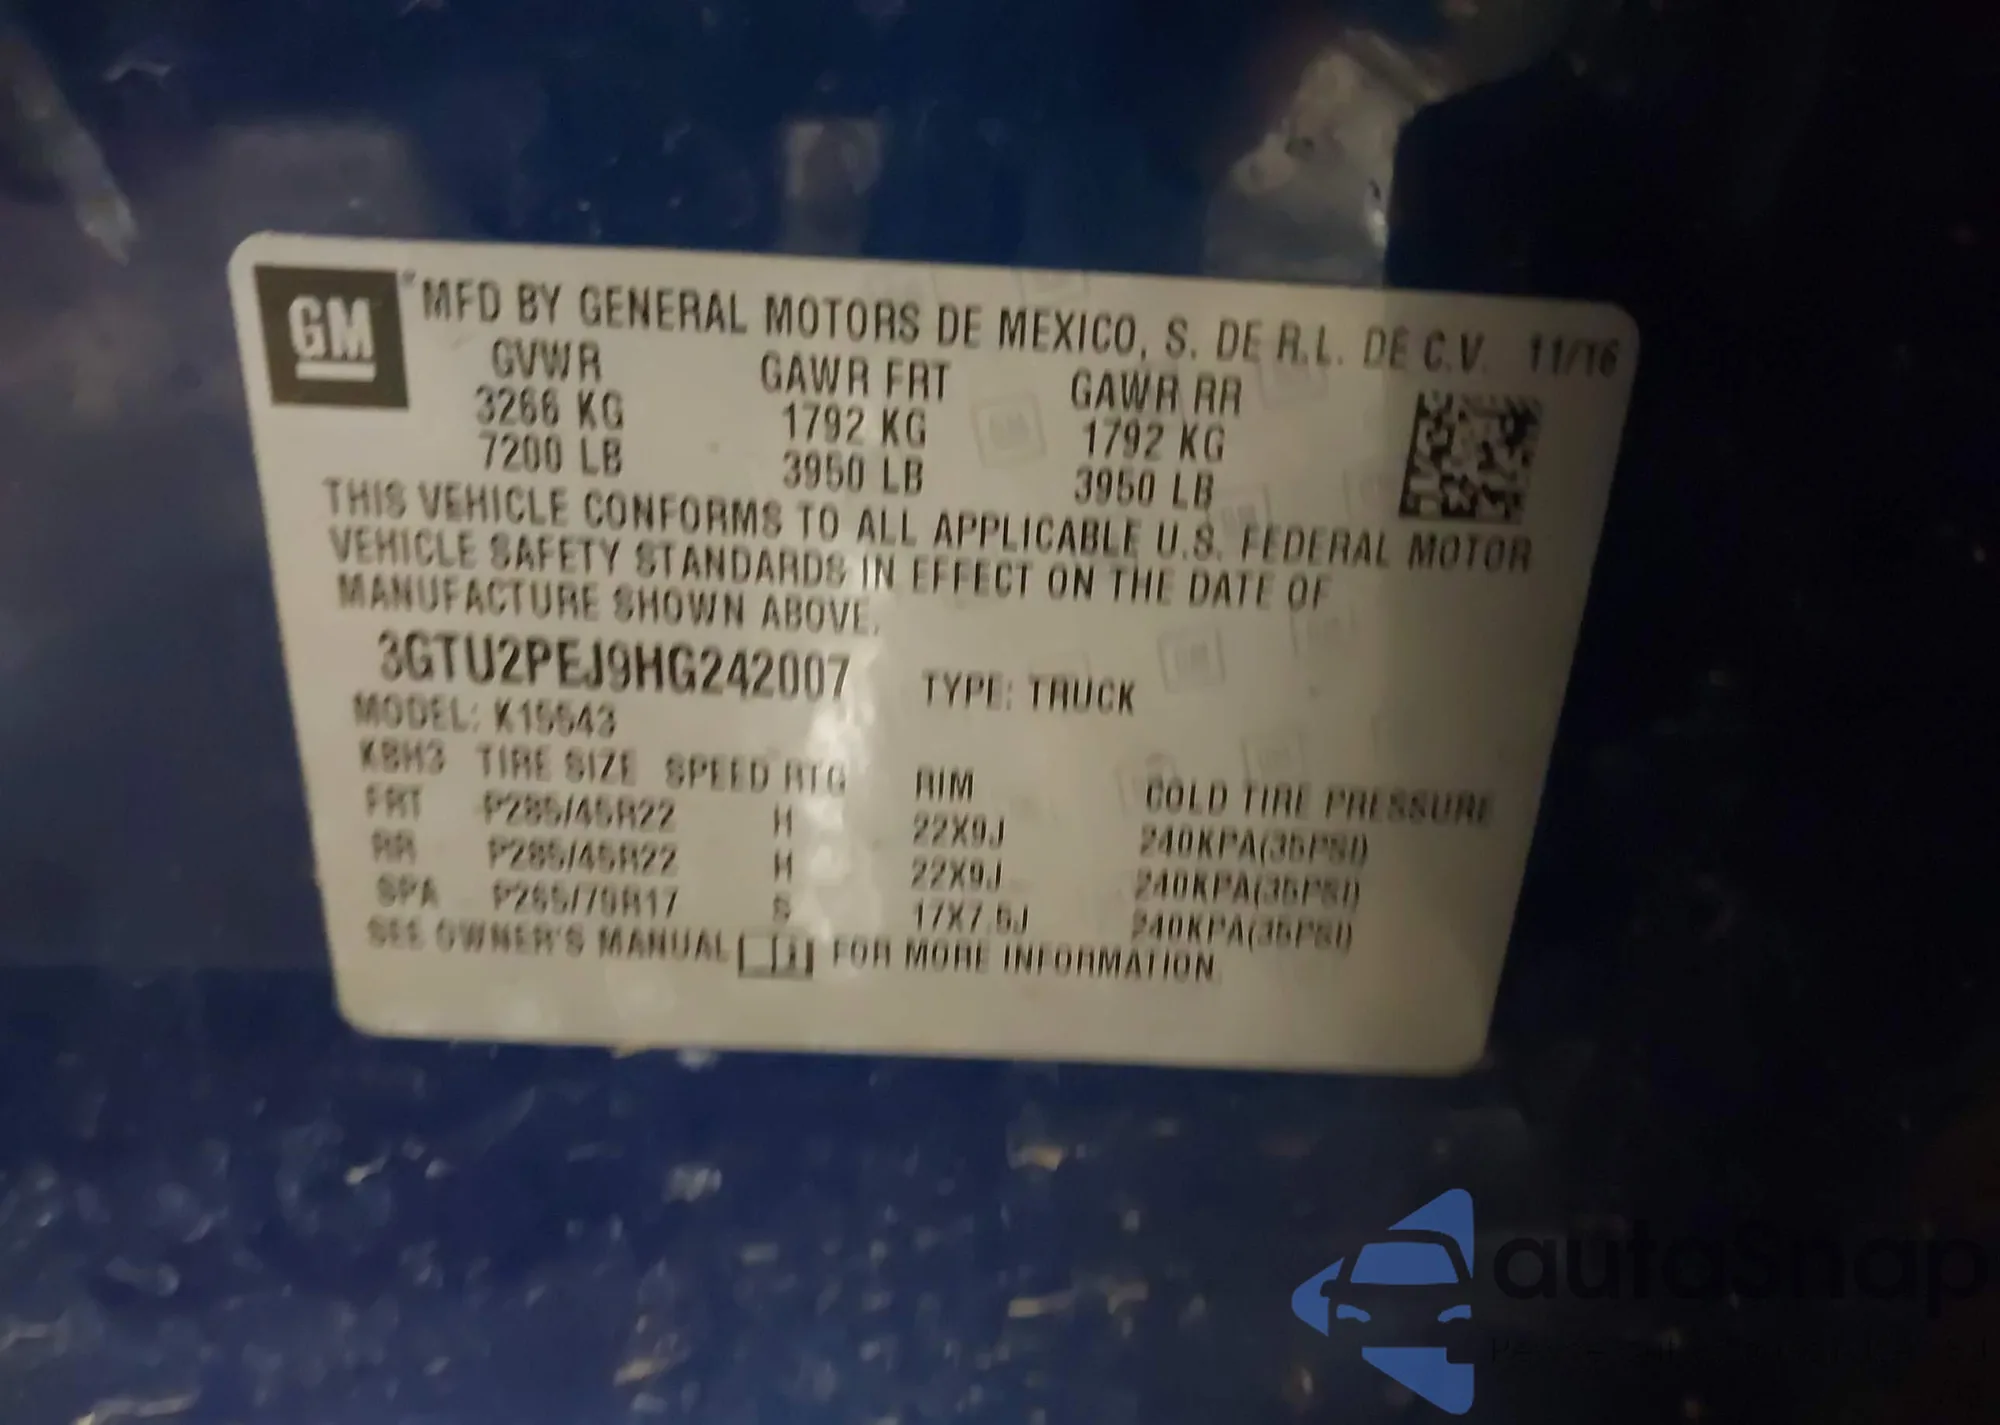 GM MFD BY GENERAL MOTORS DE MEXICO, S. DE R.L. DE C.V. 11/16
GVWR GAWR FRT GAWR RR
3266 KG 1792 KG 1792 KG
7200 LB 3950 LB 3950 LB
THIS VEHICLE CONFORMS TO ALL APPLICABLE U.S. FEDERAL MOTOR
VEHICLE SAFETY STANDARDS IN EFFECT ON THE DATE OF
MANUFACTURE SHOWN ABOVE.
3GTU2PEJ9HG242007 TYPE: TRUCK
MODEL: K15543
KBH3 TIRE SIZE SPEED RTG RIM COLD TIRE PRESSURE
FRT P285/45R22 H 22X9J 240KPA(35PSI)
RR P285/45R22 H 22X9J 240KPA(35PSI)
SPA P265/70R17 S 17X7.5J 240KPA(35PSI)
SEE OWNER'S MANUAL FOR MORE INFORMATION.
autosnap